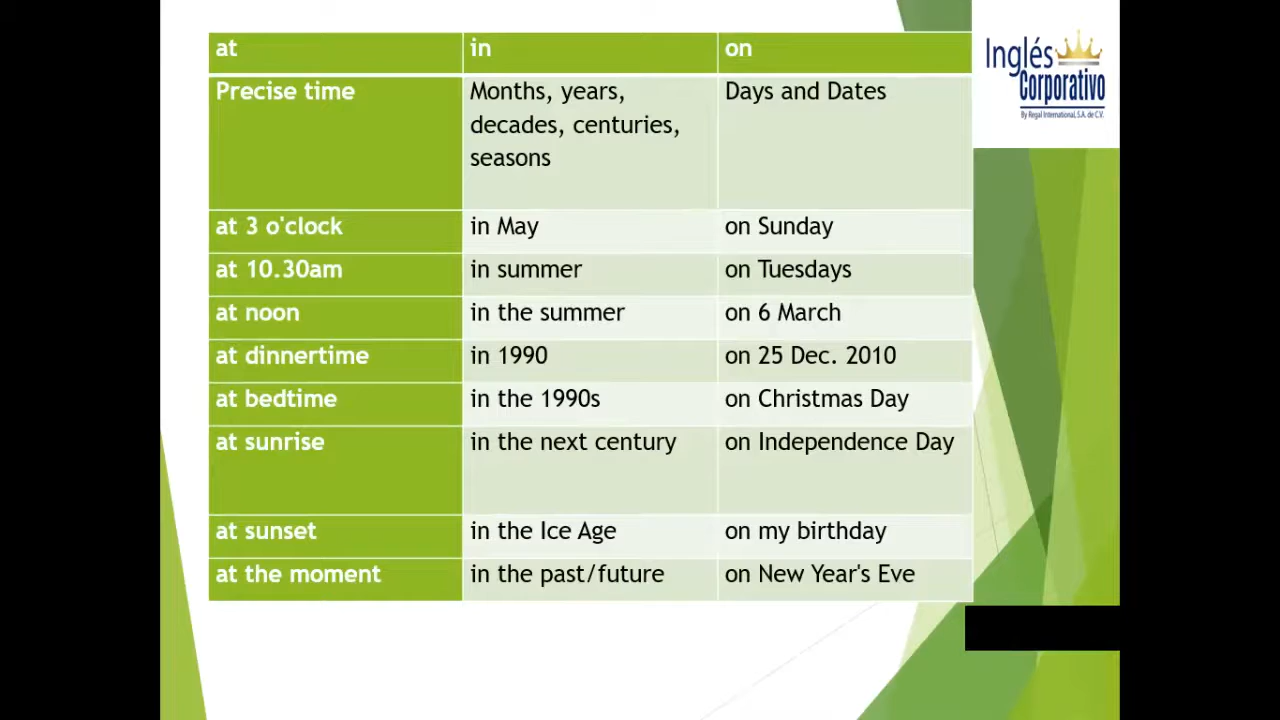 at in on
Precise time Months, years, Days and Dates
decades, centuries,
seasons
at 3 o'clock in May on Sunday
at 10.30am in summer on Tuesdays
at noon in the summer on 6 March
at dinnertime in 1990 on 25 Dec. 2010
at bedtime in the 1990s on Christmas Day
at sunrise in the next century on Independence Day
at sunset in the Ice Age on my birthday
at the moment in the past/future on New Year's Eve
Inglés
Corporativo
By Regal International, S.A. de C.V.